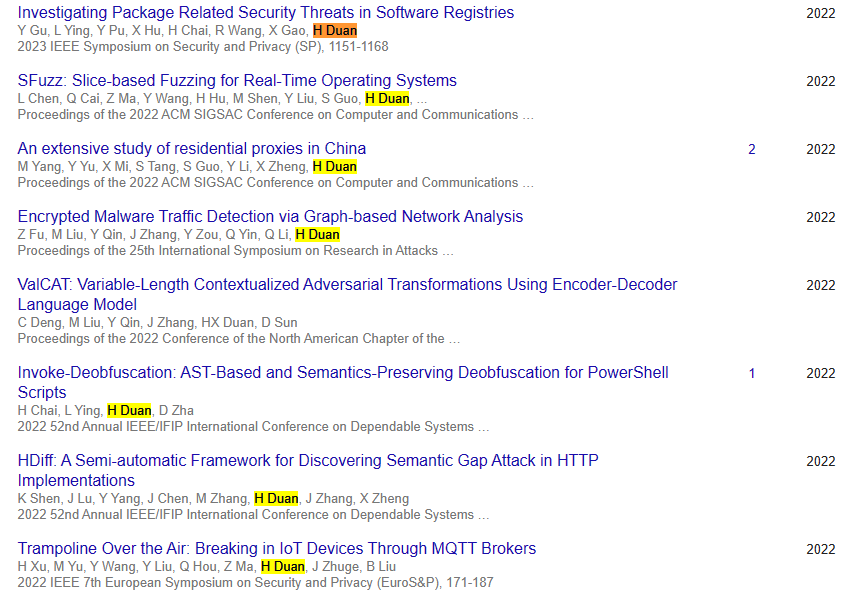 Investigating Package Related Security Threats in Software Registries 2022
Y Gu, L Ying, Y Pu, X Hu, H Chai, R Wang, X Gao, H Duan
2023 IEEE Symposium on Security and Privacy (SP), 1151-1168
SFuzz: Slice-based Fuzzing for Real-Time Operating Systems 2022
L Chen, Q Cai, Z Ma, Y Wang, H Hu, M Shen, Y Liu, S Guo, H Duan, ...
Proceedings of the 2022 ACM SIGSAC Conference on Computer and Communications …
An extensive study of residential proxies in China 2 2022
M Yang, Y Yu, X Mi, S Tang, S Guo, Y Li, X Zheng, H Duan
Proceedings of the 2022 ACM SIGSAC Conference on Computer and Communications …
Encrypted Malware Traffic Detection via Graph-based Network Analysis 2022
Z Fu, M Liu, Y Qin, J Zhang, Y Zou, Q Yin, Q Li, H Duan
Proceedings of the 25th International Symposium on Research in Attacks …
ValCAT: Variable-Length Contextualized Adversarial Transformations Using Encoder-Decoder 2022
Language Model
C Deng, M Liu, Y Qin, J Zhang, HX Duan, D Sun
Proceedings of the 2022 Conference of the North American Chapter of the …
Invoke-Deobfuscation: AST-Based and Semantics-Preserving Deobfuscation for PowerShell 1 2022
Scripts
H Chai, L Ying, H Duan, D Zha
2022 52nd Annual IEEE/IFIP International Conference on Dependable Systems …
HDiff: A Semi-automatic Framework for Discovering Semantic Gap Attack in HTTP 2022
Implementations
K Shen, J Lu, Y Yang, J Chen, M Zhang, H Duan, J Zhang, X Zheng
2022 52nd Annual IEEE/IFIP International Conference on Dependable Systems …
Trampoline Over the Air: Breaking in IoT Devices Through MQTT Brokers 2022
H Xu, M Yu, Y Wang, Y Liu, Q Hou, Z Ma, H Duan, J Zhuge, B Liu
2022 IEEE 7th European Symposium on Security and Privacy (EuroS&P), 171-187